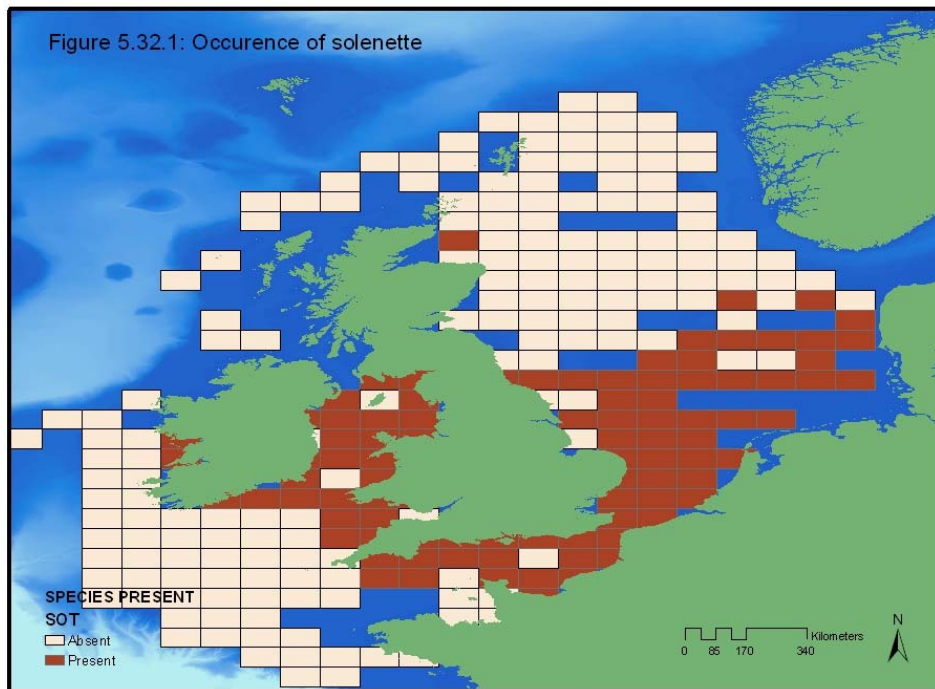 Figure 5.32.1: Occurence of solenette
SPECIES PRESENT
SOT
Absent
Present
N
Kilometers
0 85 170 340